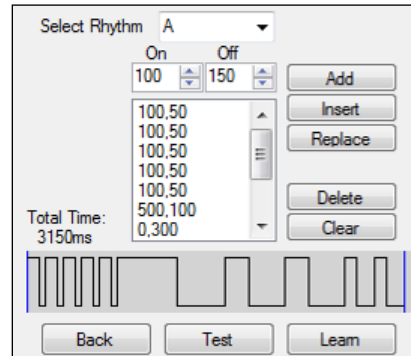 Select Rhythm A
On Off
100 150 Add
100,50 Insert
100,50 Replace
100,50
100,50
100,50 Delete
500,100 Clear
0,300
Total Time:
3150ms
Back Test Learn